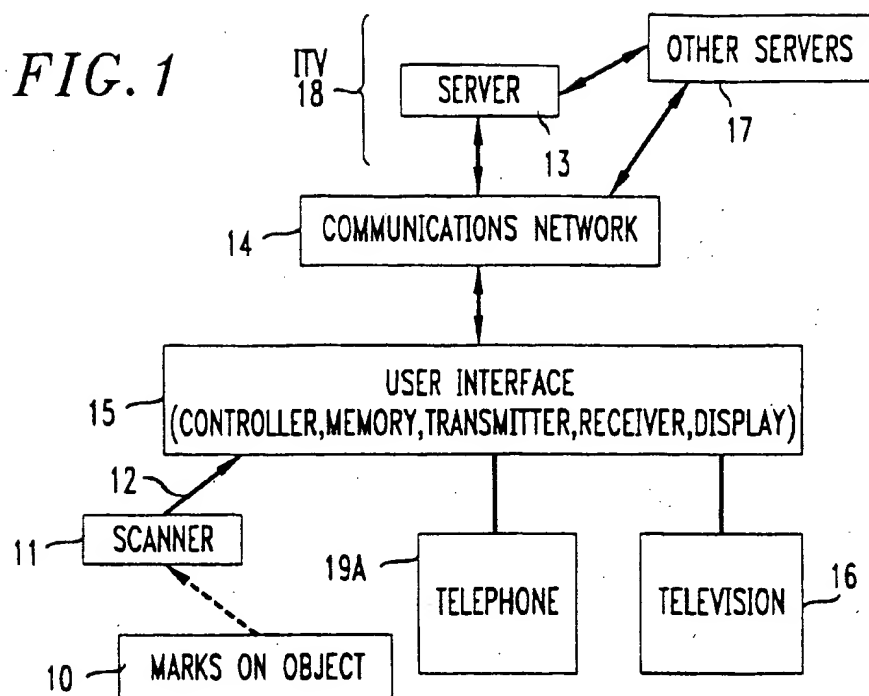 FIG. 1
ITV
18
SERVER
13
OTHER SERVERS
17
14
COMMUNICATIONS NETWORK
15
USER INTERFACE
(CONTROLLER,MEMORY,TRANSMITTER,RECEIVER,DISPLAY)
12
11
SCANNER
19A
TELEPHONE
TELEVISION
16
10
MARKS ON OBJECT